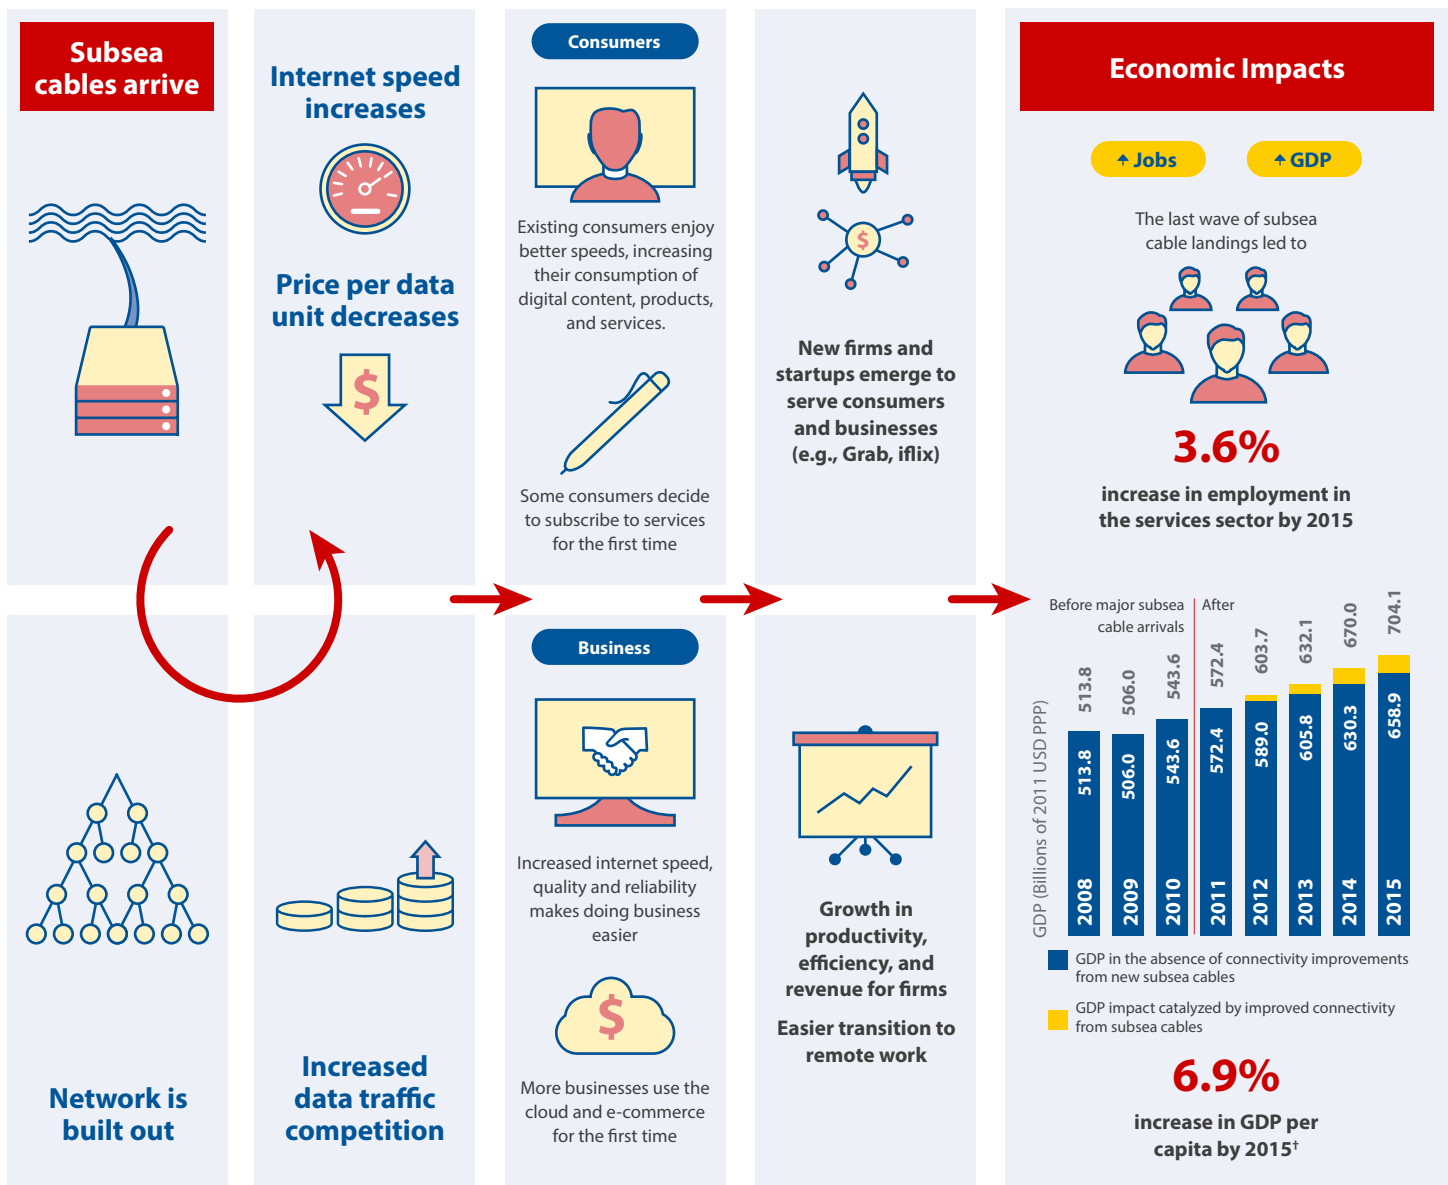 Subsea
cables arrive
Network is
built out
Internet speed
increases
Price per data
unit decreases
$
Increased
data traffic
competition
Consumers
Existing consumers enjoy
better speeds, increasing
their consumption of
digital content, products,
and services.
Some consumers decide
to subscribe to services
for the first time
Business
Increased internet speed,
quality and reliability
makes doing business
easier
$
More businesses use the
cloud and e-commerce
for the first time
$
New firms and
startups emerge to
serve consumers
and businesses
(e.g., Grab, iflix)
Growth in
productivity,
efficiency, and
revenue for firms
Easier transition to
remote work
Economic Impacts
Jobs
GDP
The last wave of subsea
cable landings led to
3.6%
increase in employment in
the services sector by 2015
Before major subsea
cable arrivals
After
GDP (Billions of 2011 USD PPP)
513.8
506.0
543.6
572.4
603.7
632.1
670.0
704.1
513.8
506.0
543.6
572.4
589.0
605.8
630.3
658.9
2008
2009
2010
2011
2012
2013
2014
2015
GDP in the absence of connectivity improvements
from new subsea cables
GDP impact catalyzed by improved connectivity
from subsea cables
6.9%
increase in GDP per
capita by 2015†